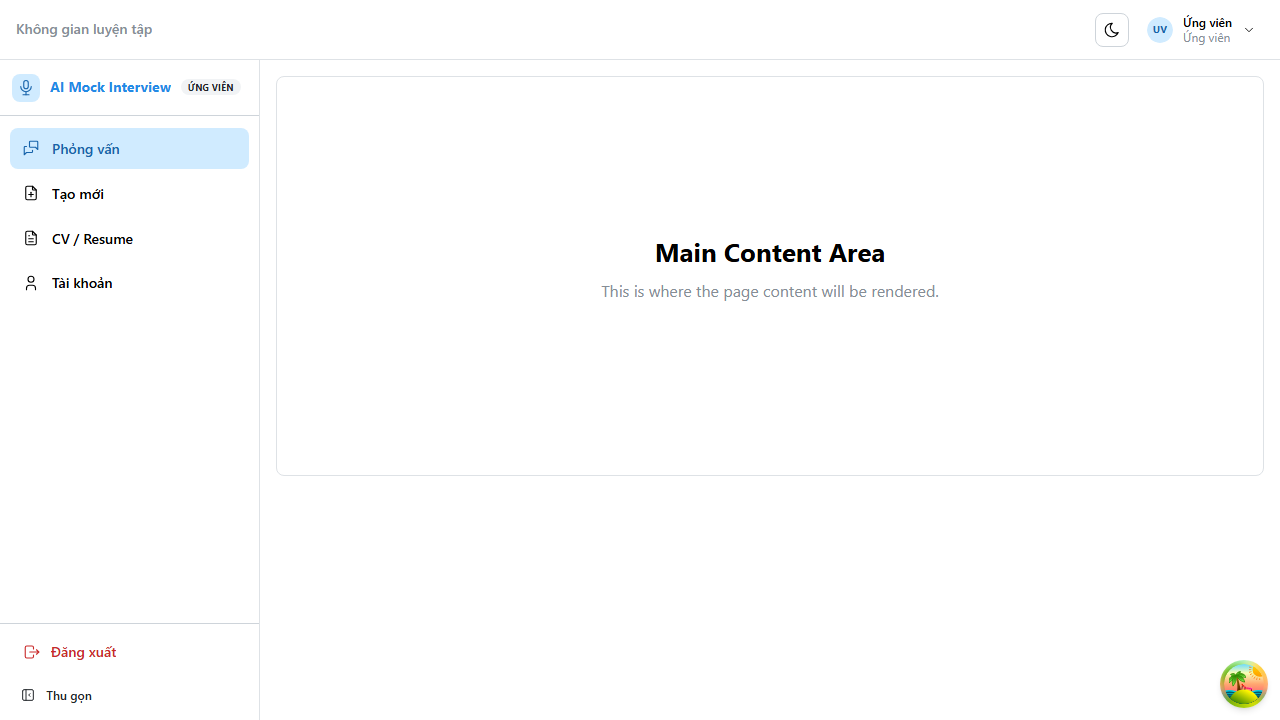 Không gian luyện tập
UV
Ứng viên
Ứng viên
AI Mock Interview
ỨNG VIÊN
Phỏng vấn
Tạo mới
CV / Resume
Tài khoản
Main Content Area
This is where the page content will be rendered.
Đăng xuất
Thu gọn